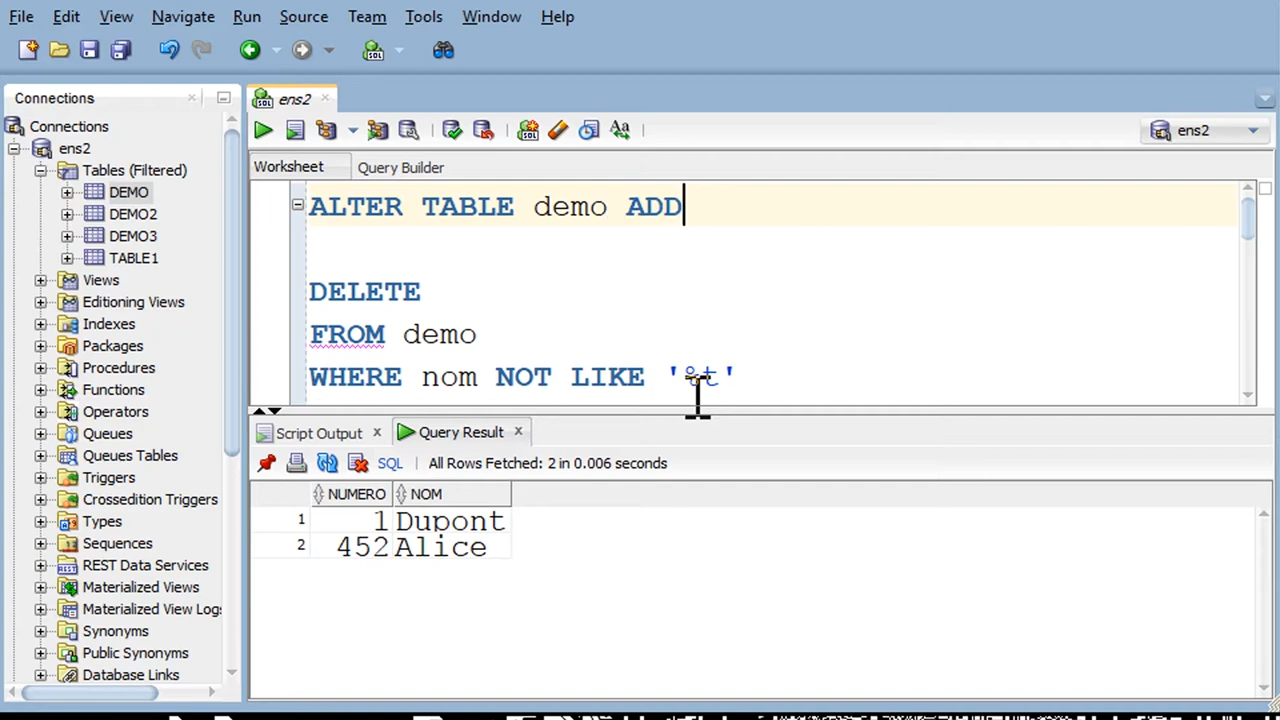 File Edit View Navigate Run Source Team Tools Window Help
Connections
ens2
Connections
ens2
ens2
Tables (Filtered)
DEMO
DEMO2
DEMO3
TABLE1
Views
Editioning Views
Indexes
Packages
Procedures
Functions
Operators
Queues
Queues Tables
Triggers
Crossedition Triggers
Types
Sequences
REST Data Services
Materialized Views
Materialized View Log
Synonyms
Public Synonyms
Database Links
Worksheet Query Builder
ALTER TABLE demo ADD
DELETE
FROM demo
WHERE nom NOT LIKE '%t'
Script Output Query Result
SQL All Rows Fetched: 2 in 0.006 seconds
NUMERO NOM
1 1 Dupont
2 452 Alice